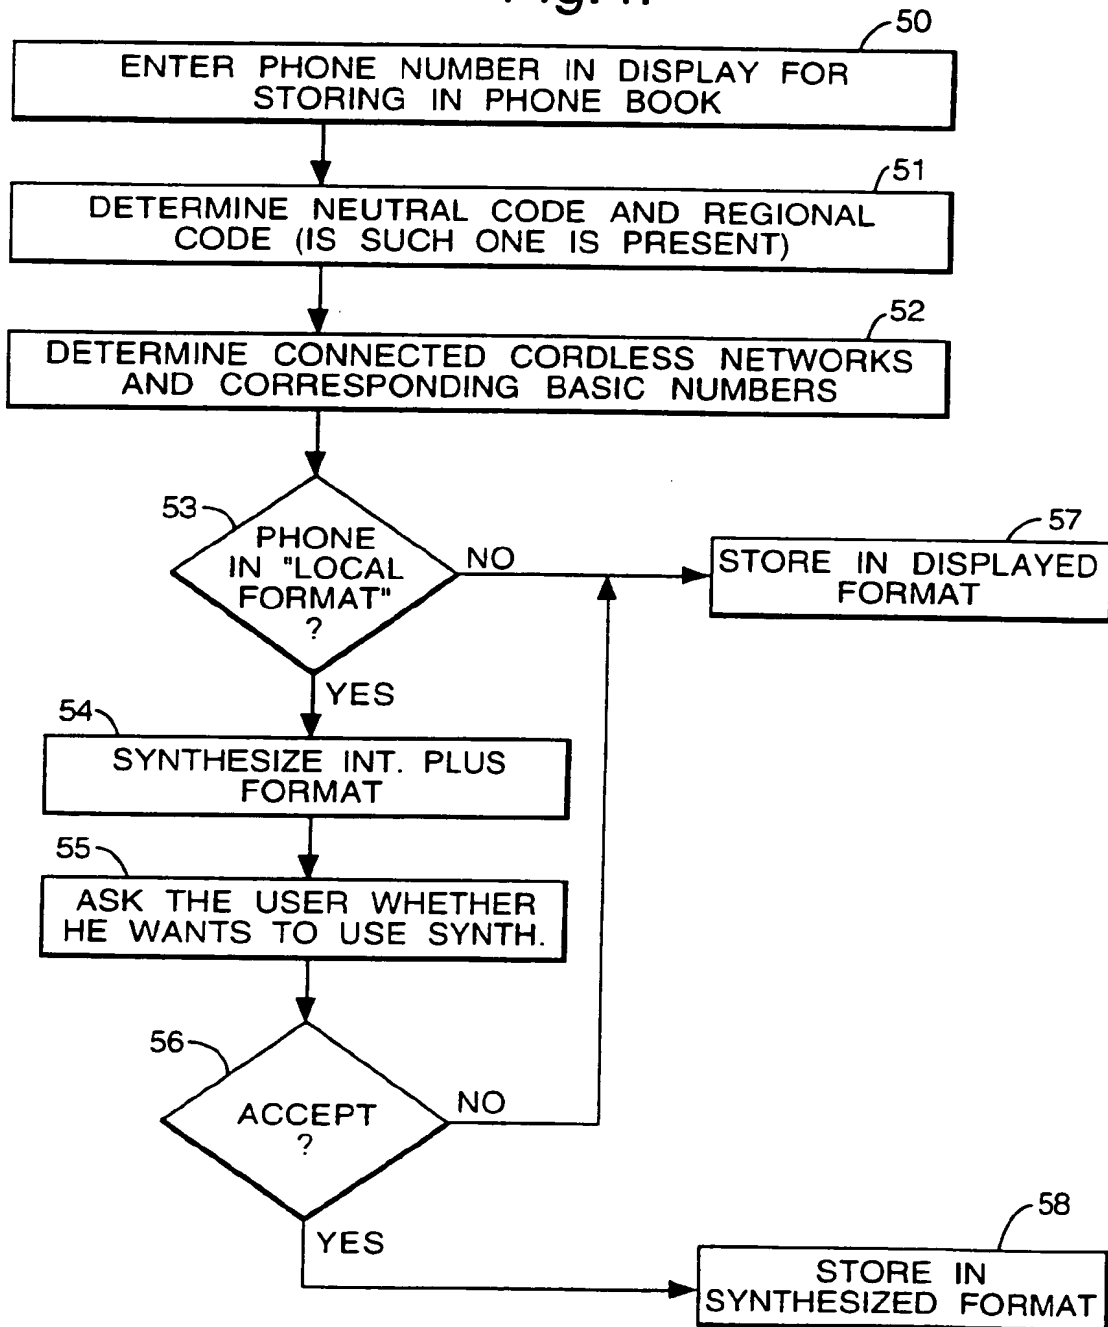 50
ENTER PHONE NUMBER IN DISPLAY FOR
STORING IN PHONE BOOK
51
DETERMINE NEUTRAL CODE AND REGIONAL
CODE (IS SUCH ONE IS PRESENT)
52
DETERMINE CONNECTED CORDLESS NETWORKS
AND CORRESPONDING BASIC NUMBERS
53
PHONE
IN "LOCAL
FORMAT"
?
NO
57
STORE IN DISPLAYED
FORMAT
YES
54
SYNTHESIZE INT. PLUS
FORMAT
55
ASK THE USER WHETHER
HE WANTS TO USE SYNTH.
56
ACCEPT
?
NO
YES
58
STORE IN
SYNTHESIZED FORMAT